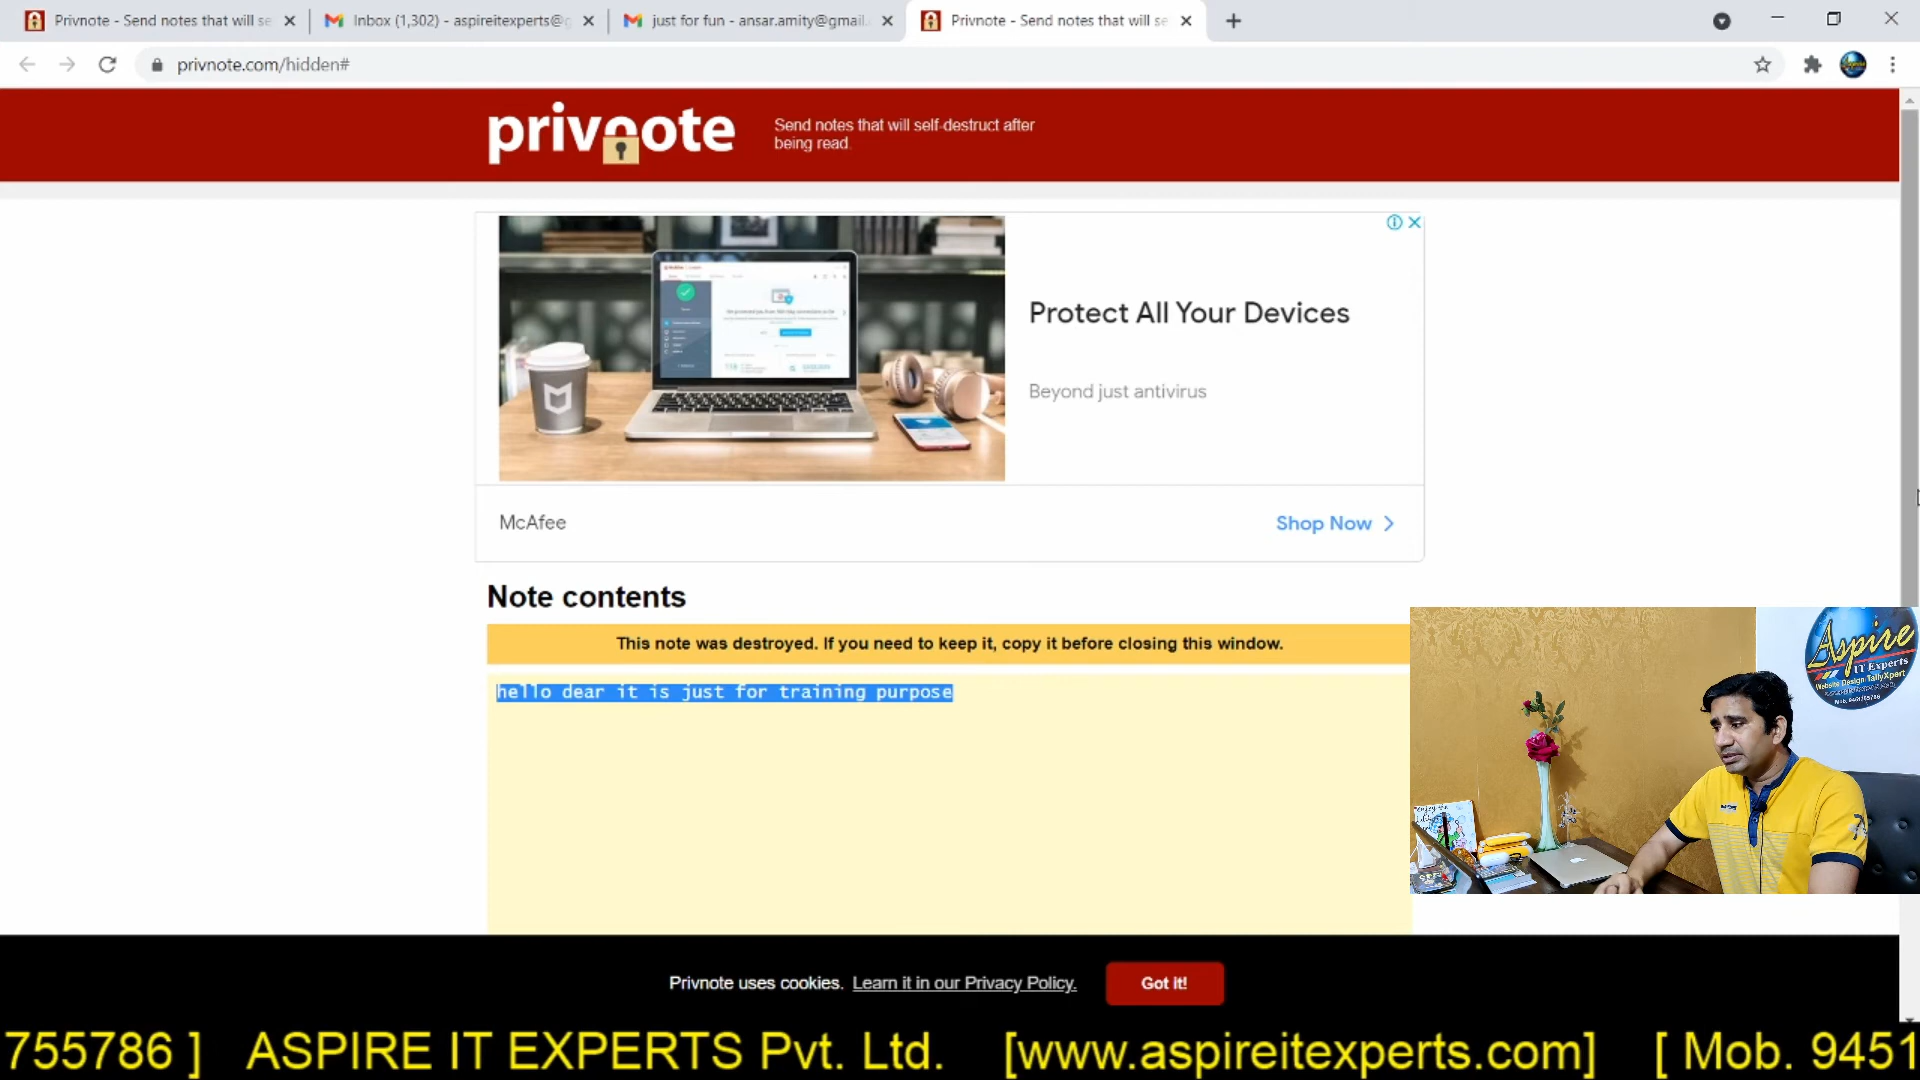 Privnote - Send notes that will se
Inbox (1,302) - aspireitexperts@g
just for fun - ansar.amity@gmail.
Privnote - Send notes that will se
privnote.com/hidden#
privnote
Send notes that will self-destruct after
being read.
Protect All Your Devices
Beyond just antivirus
McAfee
Shop Now
Note contents
This note was destroyed. If you need to keep it, copy it before closing this window.
hello dear it is just for training purpose
Aspire
IT Experts
Website Design TallyXpert
Privnote uses cookies. Learn it in our Privacy Policy.
Got it!
755786 ] ASPIRE IT EXPERTS Pvt. Ltd. [www.aspireitexperts.com] [ Mob. 9451